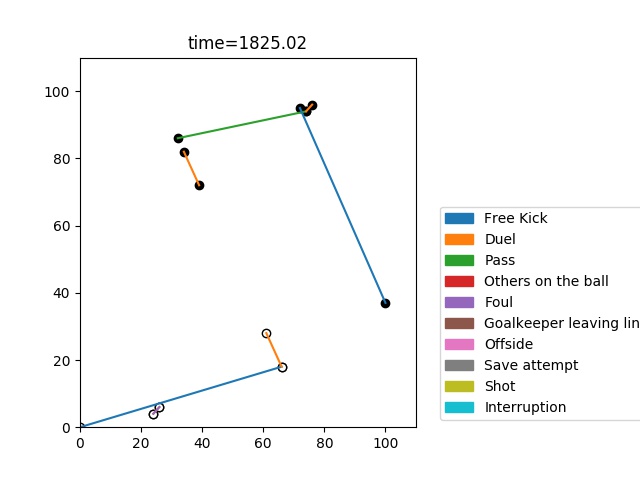 time=1825.02
100
80
60
40
20
0
0 20 40 60 80 100
Free Kick
Duel
Pass
Others on the ball
Foul
Goalkeeper leaving lin
Offside
Save attempt
Shot
Interruption